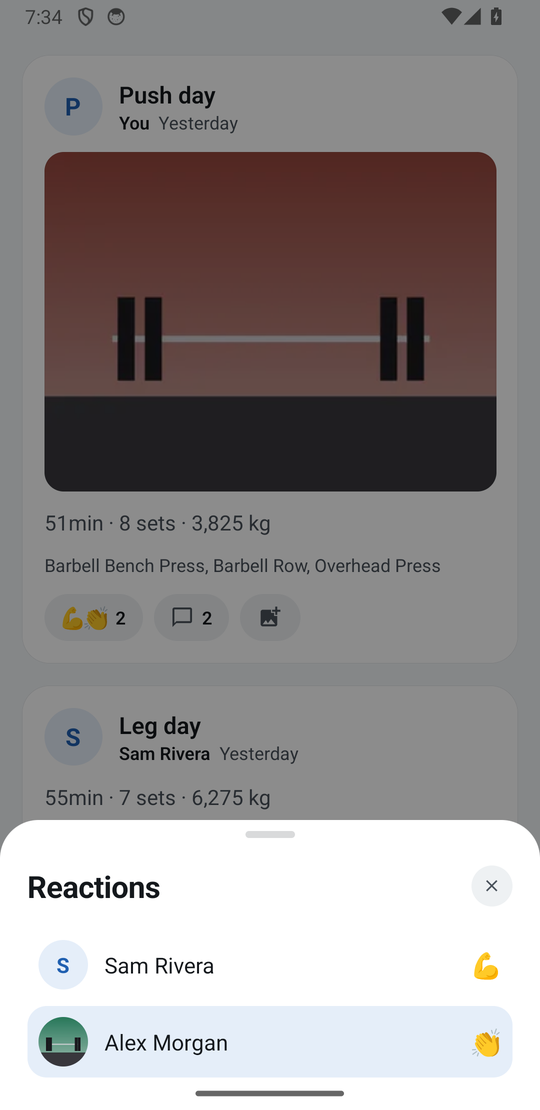 7:34
P
Push day
You Yesterday
51min · 8 sets · 3,825 kg
Barbell Bench Press, Barbell Row, Overhead Press
💪👏 2
2
S
Leg day
Sam Rivera Yesterday
55min · 7 sets · 6,275 kg
Reactions
S
Sam Rivera 💪
Alex Morgan 👏